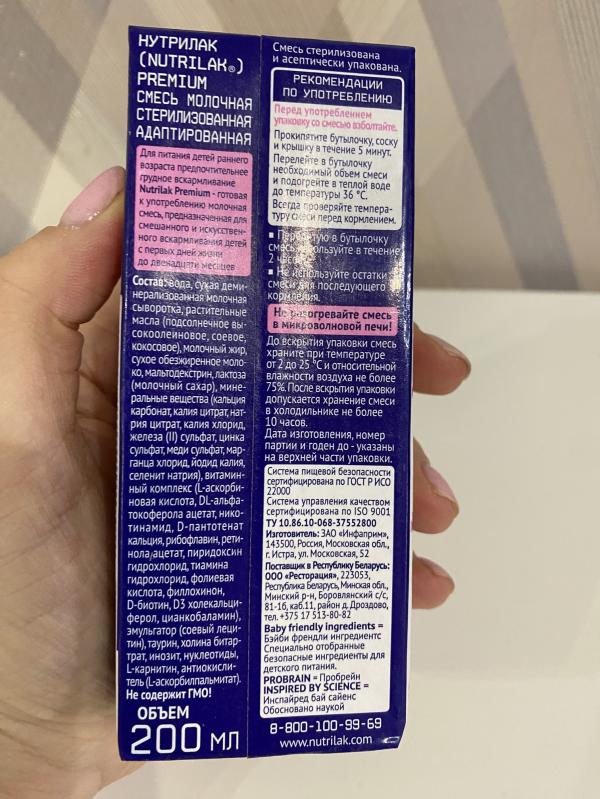 НУТРИЛАК
(NUTRILAK®)
PREMIUM
СМЕСЬ МОЛОЧНАЯ
СТЕРИЛИЗОВАННАЯ
АДАПТИРОВАННАЯ
Для питания детей раннего
возраста предпочтительнее
грудное вскармливание
Nutrilak Premium - готовая
к употреблению молочная
смесь, предназначенная для
смешанного и искусствен-
ного вскармливания детей
с первых дней жизни
до двенадцати месяцев
Состав: вода, сухая деми-
нерализованная молочная
сыворотка, растительные
масла (подсолнечное вы-
сокоолеиновое, соевое,
кокосовое), молочный жир,
сухое обезжиренное моло-
ко, мальтодекстрин, лактоза
(молочный сахар), мине-
ральные вещества (кальция
карбонат, калия цитрат, нат-
рия цитрат, калия хлорид,
железа (II) сульфат, цинка
сульфат, меди сульфат, мар-
ганца хлорид, йодид калия,
селенит натрия), витамин-
ный комплекс (L-аскорби-
новая кислота, DL-альфа-
токоферола ацетат, нико-
тинамид, D-пантотенат
кальция, рибофлавин, рети-
нола ацетат, пиридоксин
гидрохлорид, тиамина
гидрохлорид, фолиевая
кислота, филлохинон,
D-биотин, D3 холекальци-
ферол, цианкобаламин),
эмульгатор (соевый леци-
тин), таурин, холина битар-
трат, инозит, нуклеотиды,
L-карнитин, антиокисли-
тель (L-аскорбилпальмитат).
Не содержит ГМО!
ОБЪЕМ
200 МЛ
Смесь стерилизована
и асептически упакована.
РЕКОМЕНДАЦИИ
ПО УПОТРЕБЛЕНИЮ
Перед употреблением
упаковку со смесью взболтайте.
Прокипятите бутылочку, соску
и крышку в течение 5 минут.
Перелейте в бутылочку
необходимый объем смеси
и подогрейте в теплой воде
до температуры 36 °С.
Всегда проверяйте темпера-
туру смеси перед кормлением.
▪ Перелитую в бутылочку
смесь используйте в течение
2 часов.
▪ Не используйте остатки
смеси для последующего
кормления.
Не разогревайте смесь
в микроволновой печи!
До вскрытия упаковки смесь
храните при температуре
от 2 до 25 °С и относительной
влажности воздуха не более
75%. После вскрытия упаковки
допускается хранение смеси
в холодильнике не более
10 часов.
Дата изготовления, номер
партии и годен до - указаны
на верхней части упаковки.
Система пищевой безопасности
сертифицирована по ГОСТ Р ИСО
22000
Система управления качеством
сертифицирована по ISO 9001
ТУ 10.86.10-068-37552800
Изготовитель: ЗАО «Инфаприм»,
143500, Россия, Московская обл.,
г. Истра, ул. Московская, 52
Поставщик в Республику Беларусь:
ООО «Ресторация», 223053,
Республика Беларусь, Минская обл.,
Минский р-н, Боровлянский с/с,
81-1б, каб.11, район д. Дроздово,
тел. +375 17 513-80-82
Baby friendly ingredients =
Бэйби френдли ингредиентс
Специально отобранные
безопасные ингредиенты для
детского питания.
PROBRAIN = Пробрейн
INSPIRED BY SCIENCE =
Инспайред бай сайенс
Обосновано наукой
8-800-100-99-69
www.nutrilak.com